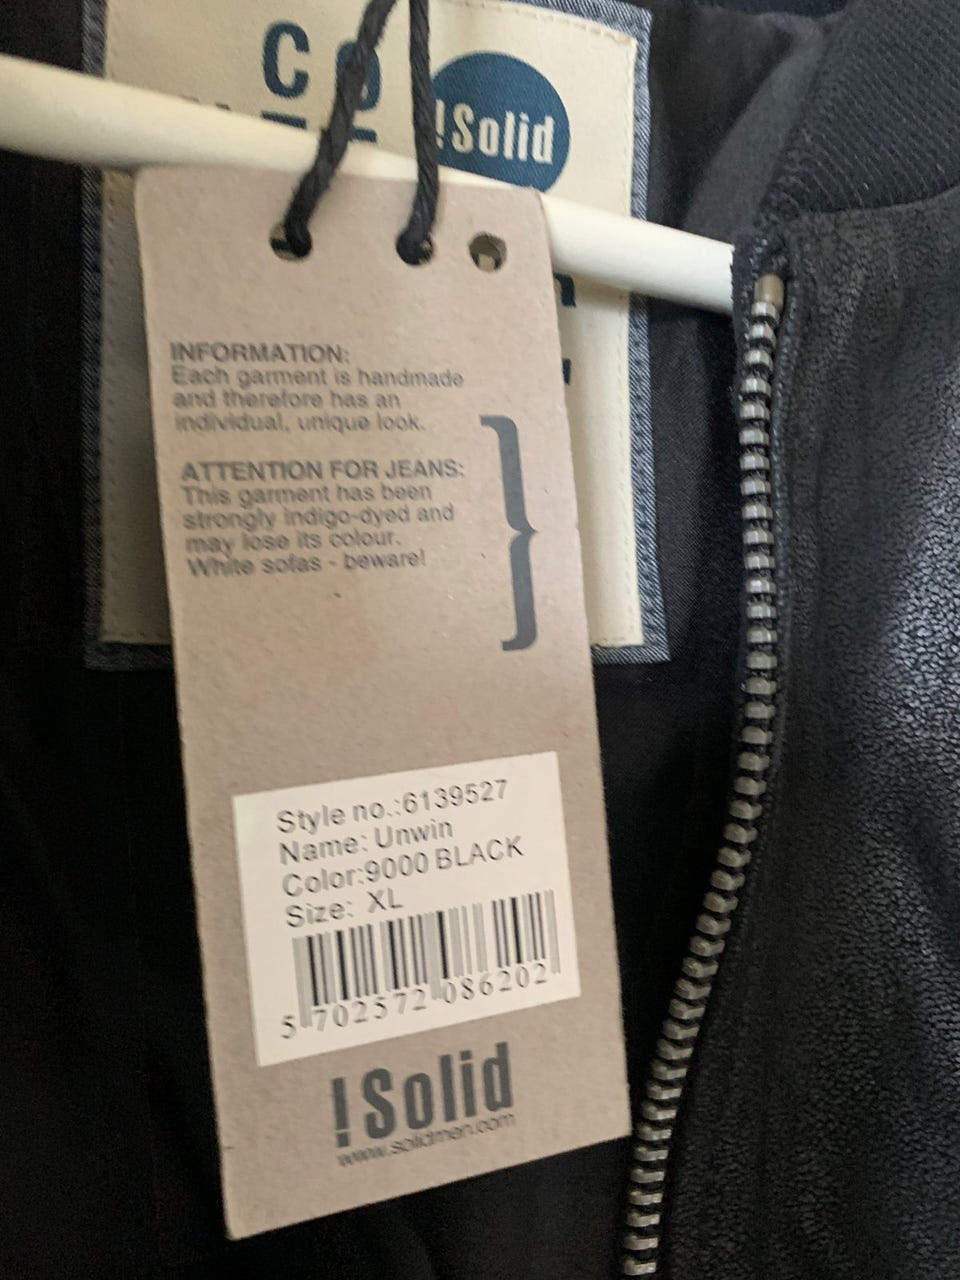 !Solid
INFORMATION:
Each garment is handmade
and therefore has an
individual, unique look.
ATTENTION FOR JEANS:
This garment has been
strongly indigo-dyed and
may lose its colour.
White sofas - beware!
}
Style no.:6139527
Name: Unwin
Color:9000 BLACK
Size: XL
5 702572 086202
!Solid
www.solidmen.com